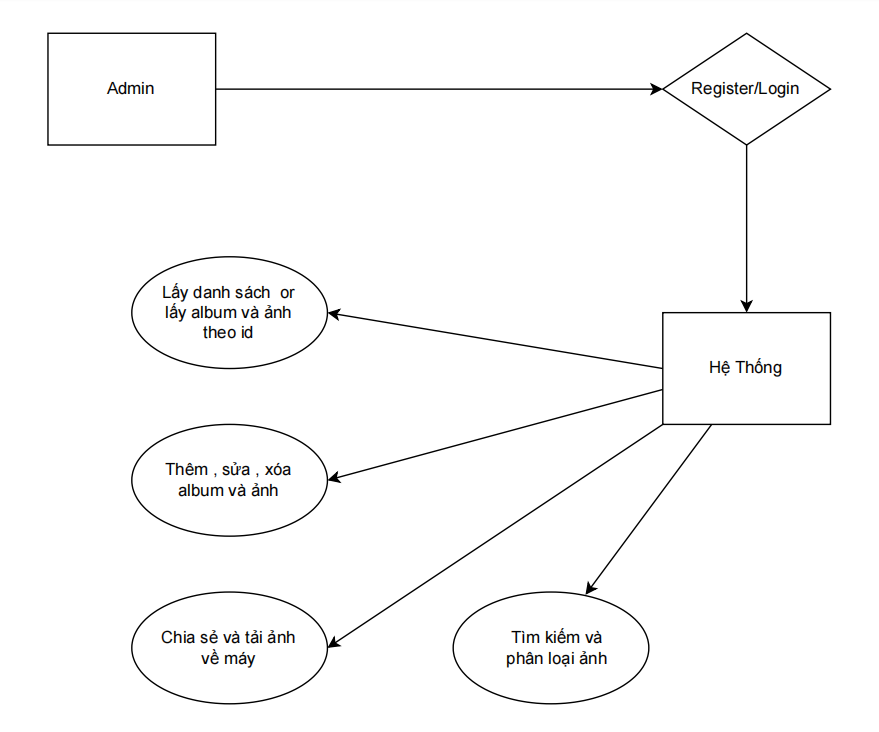 Admin
Register/Login
Lấy danh sách or
lấy album và ảnh
theo id
Hệ Thống
Thêm , sửa , xóa
album và ảnh
Chia sẻ và tải ảnh
về máy
Tìm kiếm và
phân loại ảnh